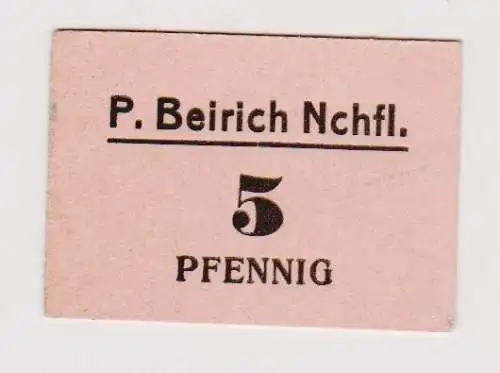 P. Beirich Nchfl.
5
PFENNIG